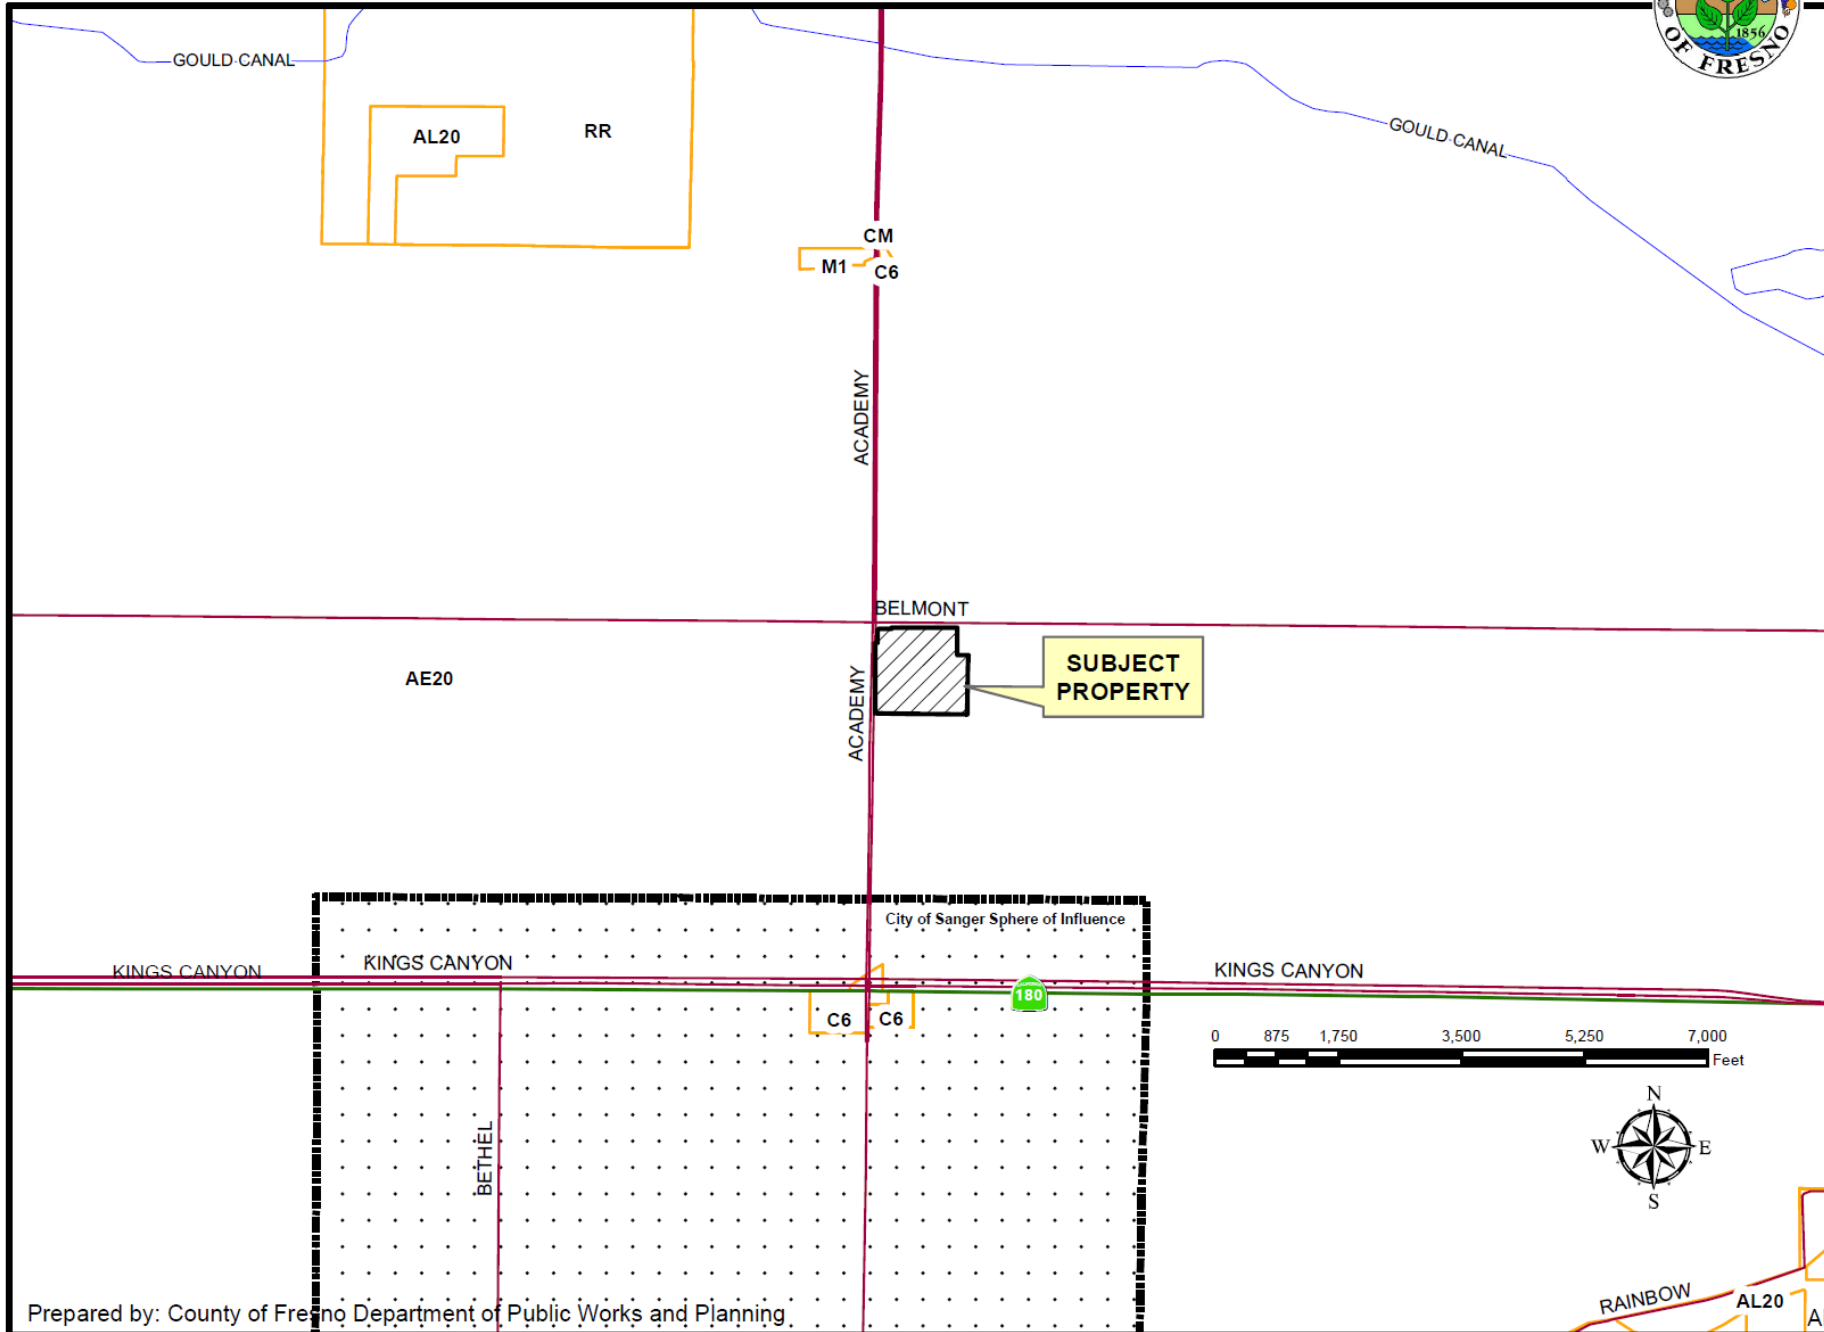 1856
OF FRESNO
GOULD CANAL
GOULD CANAL
AL20
RR
CM
M1
C6
ACADEMY
BELMONT
AE20
SUBJECT
PROPERTY
ACADEMY
City of Sanger Sphere of Influence
KINGS CANYON
KINGS CANYON
KINGS CANYON
180
C6
C6
0 875 1,750 3,500 5,250 7,000
Feet
N
W
E
S
BETHEL
RAINBOW
AL20
Prepared by: County of Fresno Department of Public Works and Planning